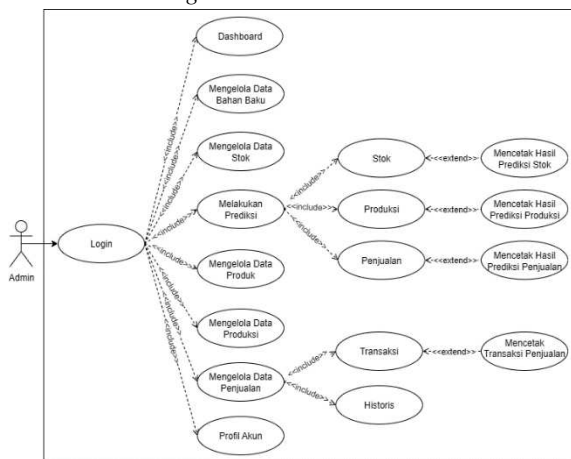 Dashboard
Mengelola Data
Bahan Baku
Mengelola Data
Stok
Melakukan
Prediksi
Mengelola Data
Produk
Mengelola Data
Produksi
Mengelola Data
Penjualan
Profil Akun
Login
Admin
<<include>>
<<include>>
<<include>>
<<include>>
<<include>>
<<include>>
<<include>>
<<include>>
Stok
<<extend>>
Mencetak Hasil
Prediksi Stok
<<include>>
Produksi
<<extend>>
Mencetak Hasil
Prediksi Produksi
<<include>>
Penjualan
<<extend>>
Mencetak Hasil
Prediksi Penjualan
<<include>>
Transaksi
<<extend>>
Mencetak
Transaksi Penjualan
<<include>>
Historis
<<include>>